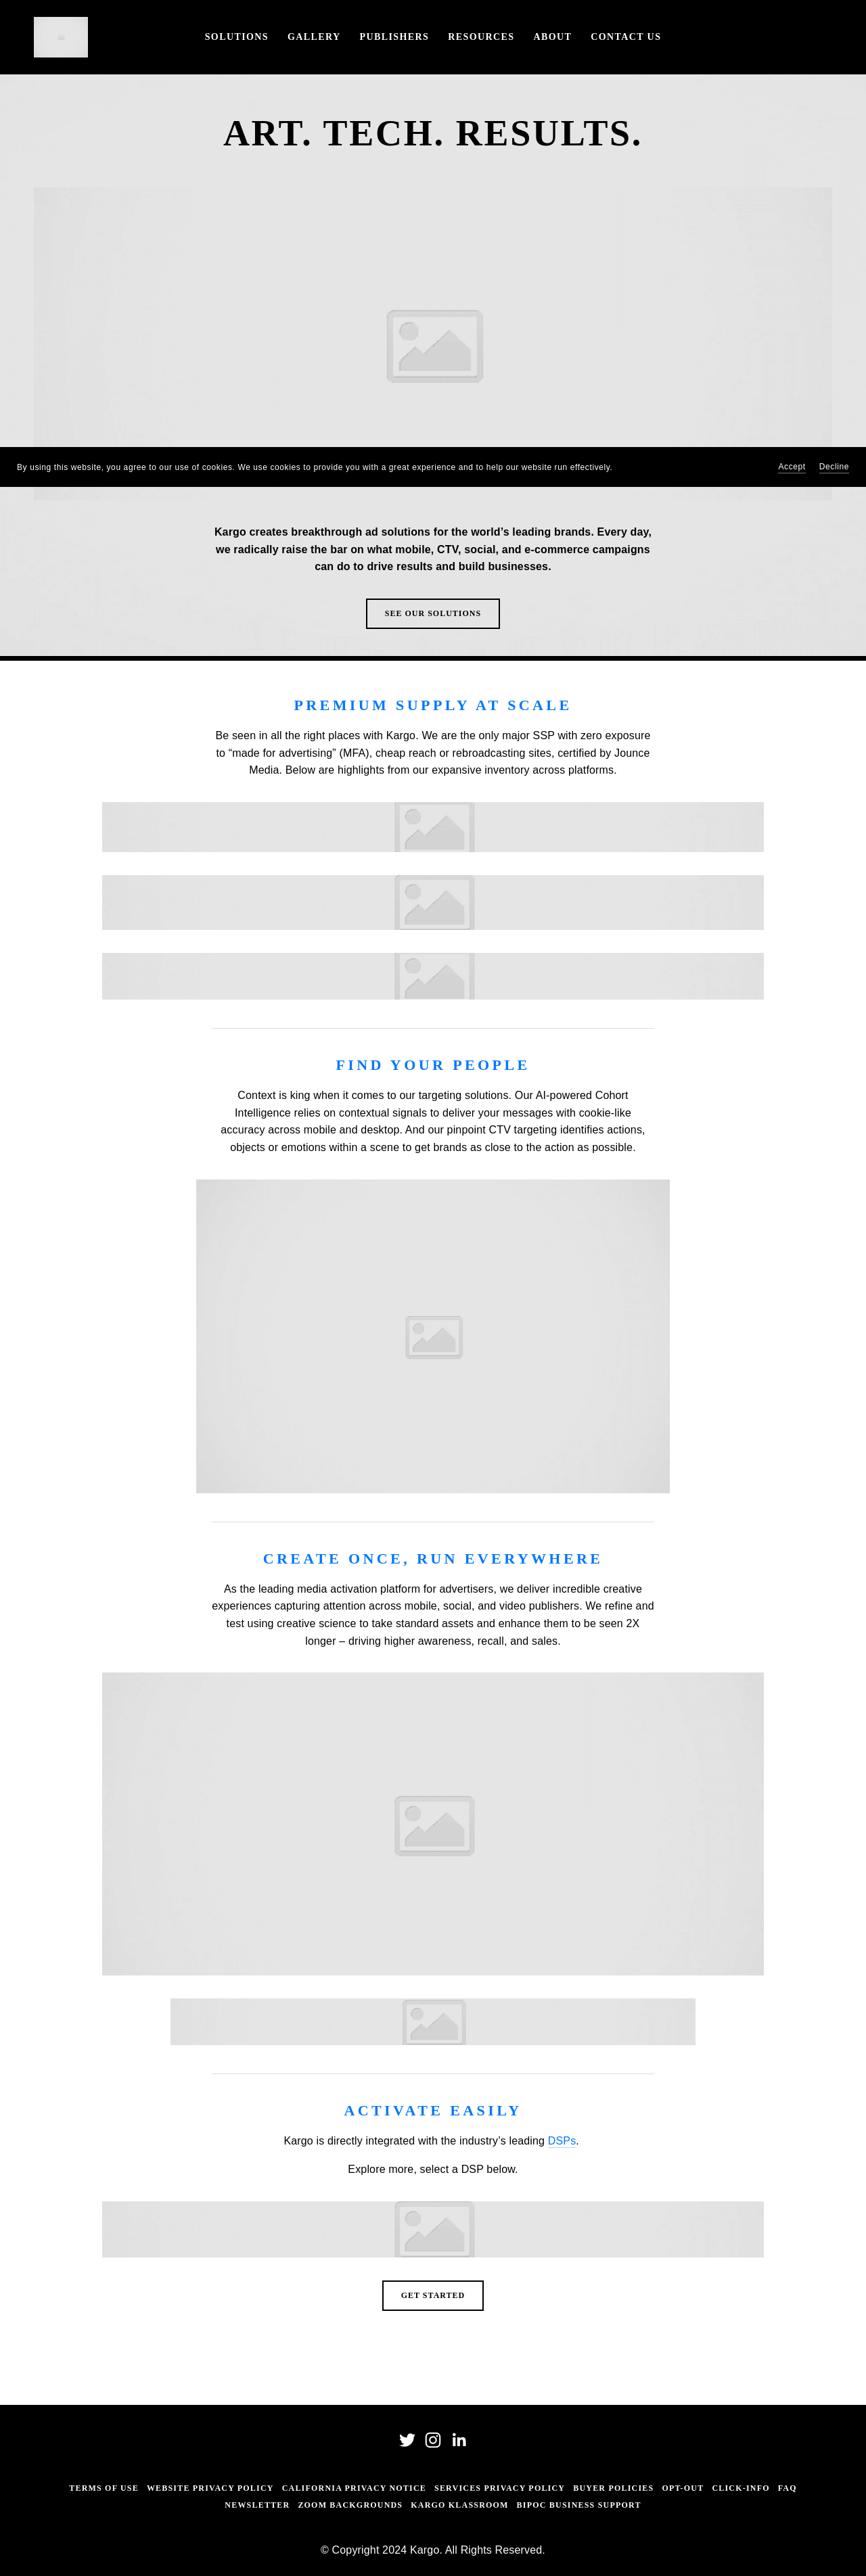 SOLUTIONS GALLERY PUBLISHERS RESOURCES ABOUT CONTACT US
ART. TECH. RESULTS.
By using this website, you agree to our use of cookies. We use cookies to provide you with a great experience and to help our website run effectively. Accept Decline
Kargo creates breakthrough ad solutions for the world’s leading brands. Every day,
we radically raise the bar on what mobile, CTV, social, and e-commerce campaigns
can do to drive results and build businesses.
SEE OUR SOLUTIONS
PREMIUM SUPPLY AT SCALE
Be seen in all the right places with Kargo. We are the only major SSP with zero exposure
to “made for advertising” (MFA), cheap reach or rebroadcasting sites, certified by Jounce
Media. Below are highlights from our expansive inventory across platforms.
FIND YOUR PEOPLE
Context is king when it comes to our targeting solutions. Our AI-powered Cohort
Intelligence relies on contextual signals to deliver your messages with cookie-like
accuracy across mobile and desktop. And our pinpoint CTV targeting identifies actions,
objects or emotions within a scene to get brands as close to the action as possible.
CREATE ONCE, RUN EVERYWHERE
As the leading media activation platform for advertisers, we deliver incredible creative
experiences capturing attention across mobile, social, and video publishers. We refine and
test using creative science to take standard assets and enhance them to be seen 2X
longer – driving higher awareness, recall, and sales.
ACTIVATE EASILY
Kargo is directly integrated with the industry’s leading DSPs.
Explore more, select a DSP below.
GET STARTED
TERMS OF USE WEBSITE PRIVACY POLICY CALIFORNIA PRIVACY NOTICE SERVICES PRIVACY POLICY BUYER POLICIES OPT-OUT CLICK-INFO FAQ
NEWSLETTER ZOOM BACKGROUNDS KARGO KLASSROOM BIPOC BUSINESS SUPPORT
© Copyright 2024 Kargo. All Rights Reserved.